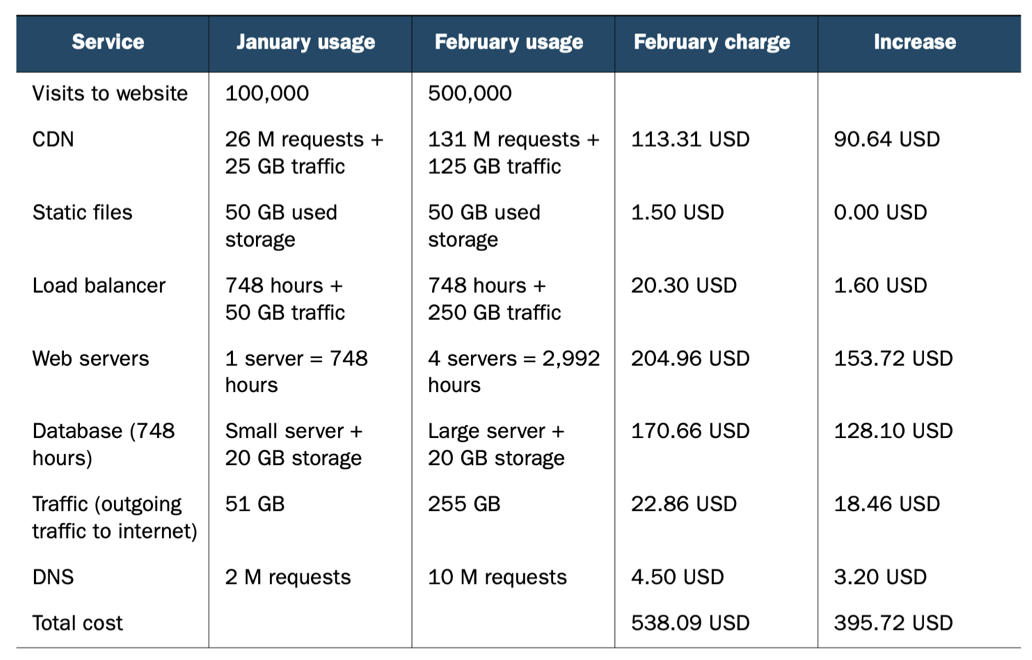 Service January usage February usage February charge Increase
Visits to website 100,000 500,000
CDN 26 M requests + 131 M requests + 113.31 USD 90.64 USD
25 GB traffic 125 GB traffic
Static files 50 GB used 50 GB used 1.50 USD 0.00 USD
storage storage
Load balancer 748 hours + 748 hours + 20.30 USD 1.60 USD
50 GB traffic 250 GB traffic
Web servers 1 server = 748 4 servers = 2,992 204.96 USD 153.72 USD
hours hours
Database (748 Small server + Large server + 170.66 USD 128.10 USD
hours) 20 GB storage 20 GB storage
Traffic (outgoing 51 GB 255 GB 22.86 USD 18.46 USD
traffic to internet)
DNS 2 M requests 10 M requests 4.50 USD 3.20 USD
Total cost 538.09 USD 395.72 USD